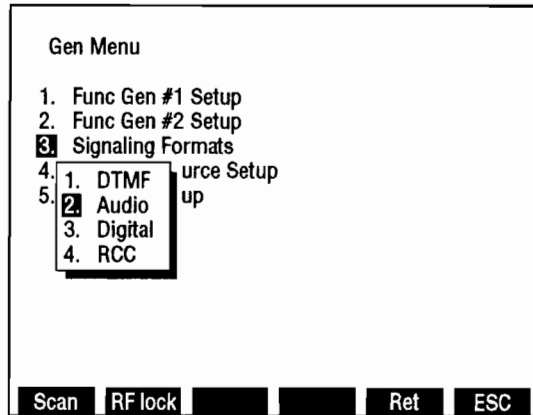 Gen Menu
1. Func Gen #1 Setup
2. Func Gen #2 Setup
3. Signaling Formats
4. urce Setup
5. up
1. DTMF
2. Audio
3. Digital
4. RCC
Scan RF lock Ret ESC